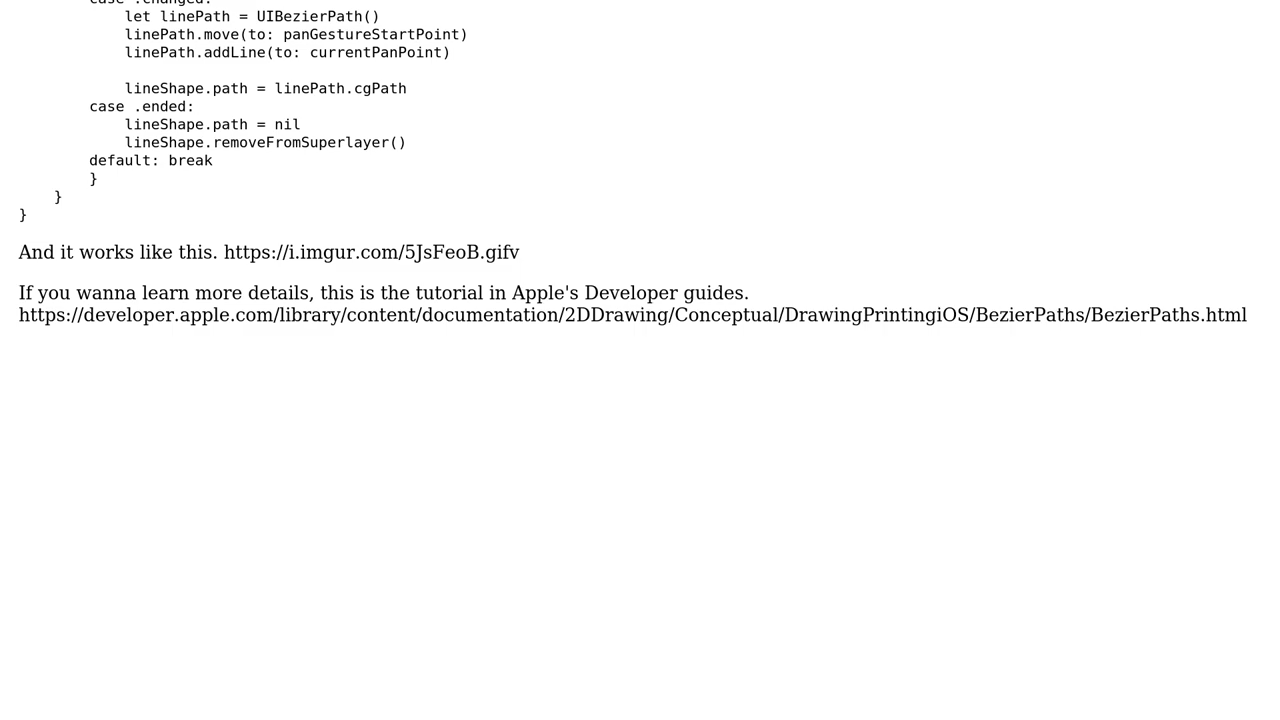 case .changed:
let linePath = UIBezierPath()
linePath.move(to: panGestureStartPoint)
linePath.addLine(to: currentPanPoint)
lineShape.path = linePath.cgPath
case .ended:
lineShape.path = nil
lineShape.removeFromSuperlayer()
default: break
}
}
}
And it works like this. https://i.imgur.com/5JsFeoB.gifv
If you wanna learn more details, this is the tutorial in Apple's Developer guides.
https://developer.apple.com/library/content/documentation/2DDrawing/Conceptual/DrawingPrintingiOS/BezierPaths/BezierPaths.html